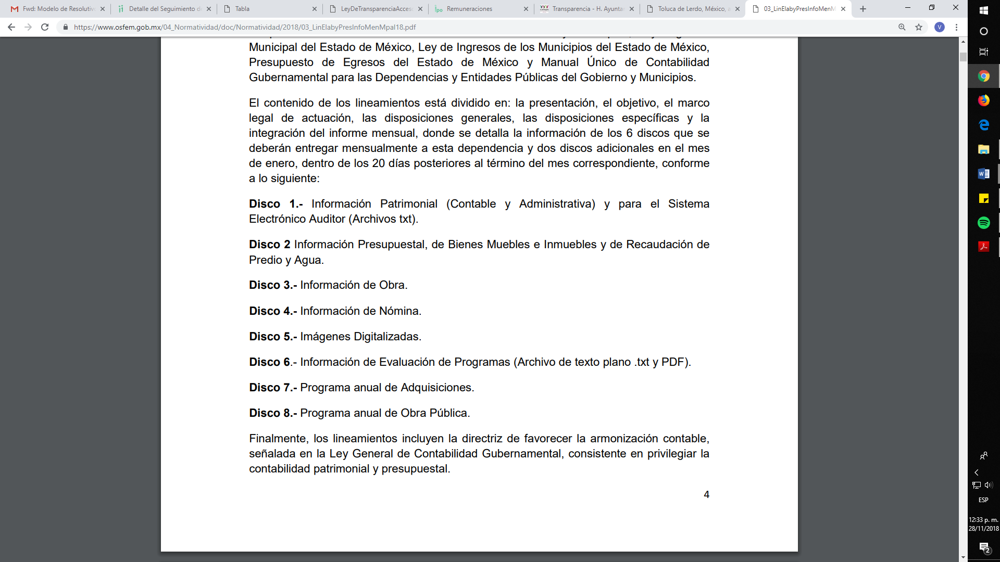 Fwd: Modelo de Resolutiv
Detalle del Seguimiento d
Tabla
LeyDeTransparenciaAcces
Remuneraciones
Transparencia - H. Ayunta
Toluca de Lerdo, México, a
03_LinElabyPresInfoMenM
https://www.osfem.gob.mx/04_Normatividad/doc/Normatividad/2018/03_LinElabyPresInfoMenMpal18.pdf
V
Municipal del Estado de México, Ley de Ingresos de los Municipios del Estado de México,
Presupuesto de Egresos del Estado de México y Manual Único de Contabilidad
Gubernamental para las Dependencias y Entidades Públicas del Gobierno y Municipios.
El contenido de los lineamientos está dividido en: la presentación, el objetivo, el marco
legal de actuación, las disposiciones generales, las disposiciones específicas y la
integración del informe mensual, donde se detalla la información de los 6 discos que se
deberán entregar mensualmente a esta dependencia y dos discos adicionales en el mes
de enero, dentro de los 20 días posteriores al término del mes correspondiente, conforme
a lo siguiente:
Disco 1.- Información Patrimonial (Contable y Administrativa) y para el Sistema
Electrónico Auditor (Archivos txt).
Disco 2 Información Presupuestal, de Bienes Muebles e Inmuebles y de Recaudación de
Predio y Agua.
Disco 3.- Información de Obra.
Disco 4.- Información de Nómina.
Disco 5.- Imágenes Digitalizadas.
Disco 6.- Información de Evaluación de Programas (Archivo de texto plano .txt y PDF).
Disco 7.- Programa anual de Adquisiciones.
Disco 8.- Programa anual de Obra Pública.
Finalmente, los lineamientos incluyen la directriz de favorecer la armonización contable,
señalada en la Ley General de Contabilidad Gubernamental, consistente en privilegiar la
contabilidad patrimonial y presupuestal.
4
ESP
12:33 p. m.
28/11/2018
2